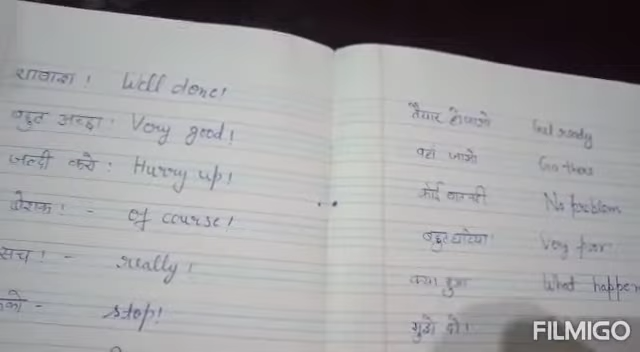 शाबाश! Well done!
बहुत अच्छा! Very good!
जल्दी करो! Hurry up!
बेशक! - of course!
सच! - really!
रुको - stop!
तैयार हो जाओ Get ready
वहां जाओ Go there
कोई बात नहीं No problem
बहुत Very
क्या हुआ What happen
दो!
FILMIGO